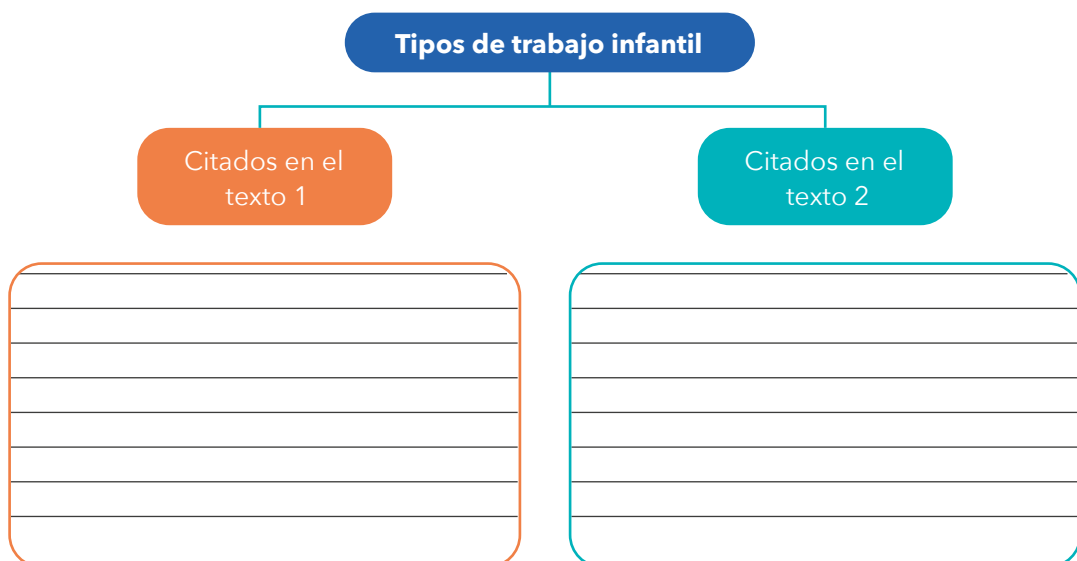 Tipos de trabajo infantil
Citados en el
texto 1
Citados en el
texto 2